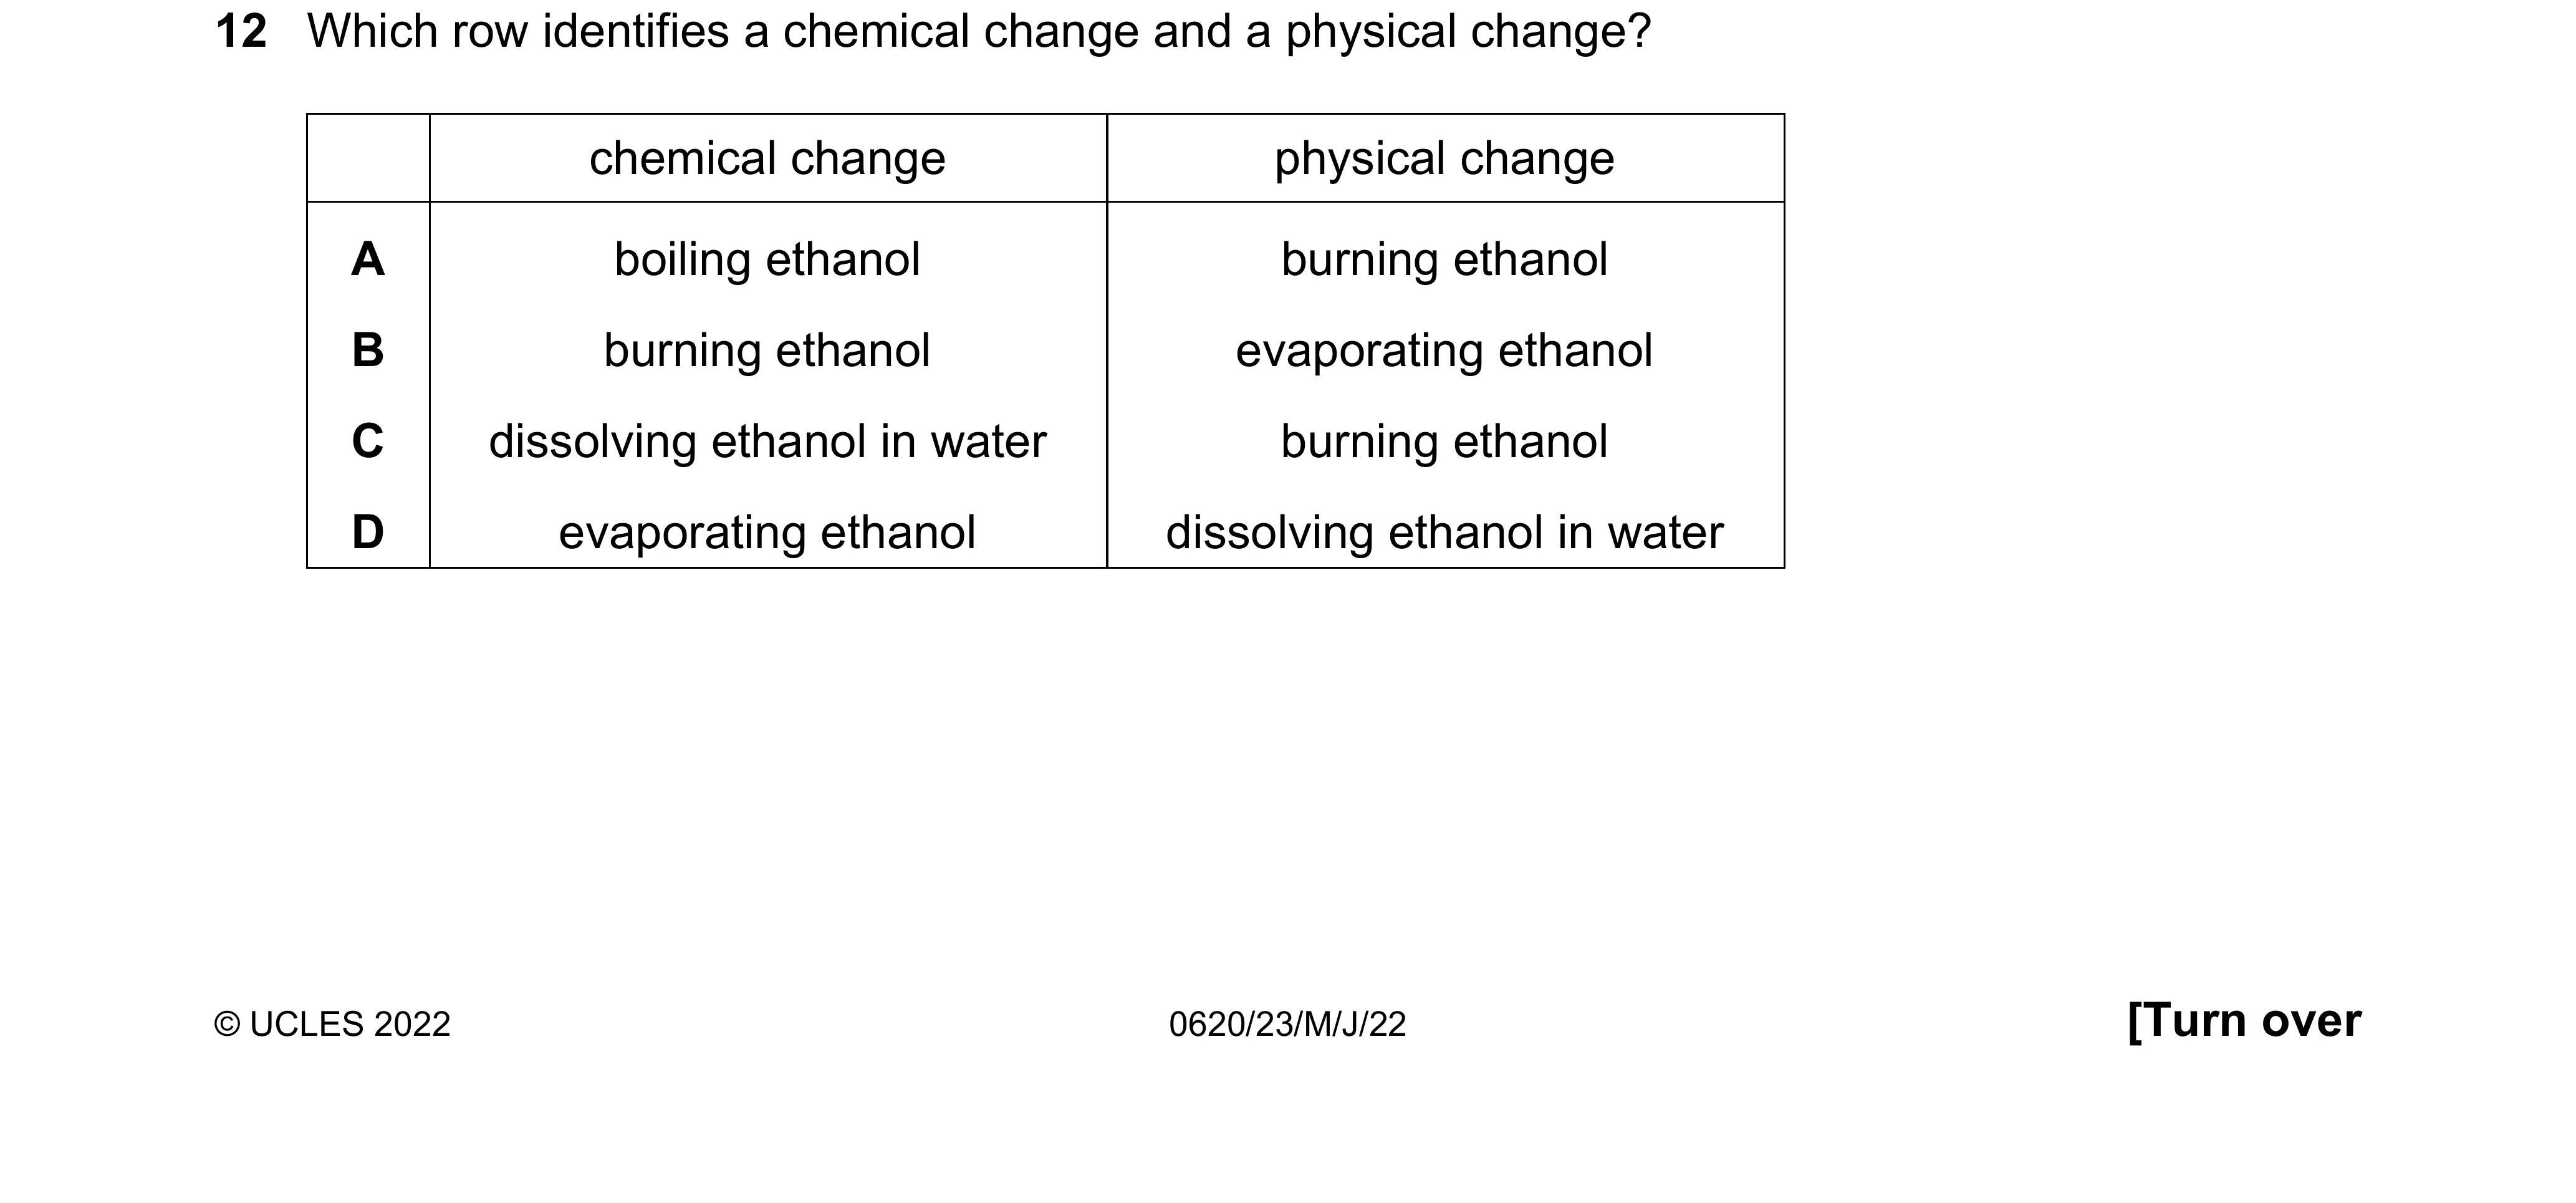 12 Which row identifies a chemical change and a physical change?
chemical change physical change
A boiling ethanol burning ethanol
B burning ethanol evaporating ethanol
C dissolving ethanol in water burning ethanol
D evaporating ethanol dissolving ethanol in water
© UCLES 2022 0620/23/M/J/22 [Turn over